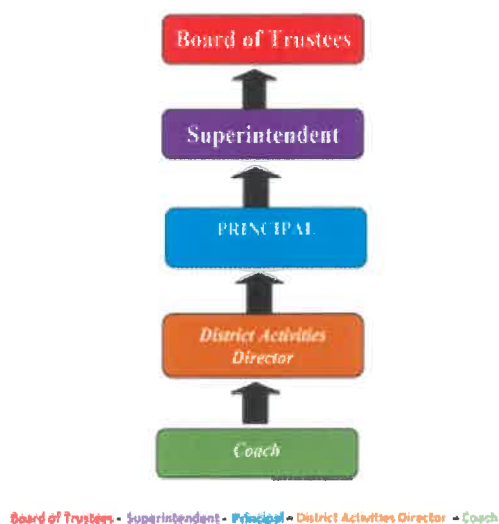 Board of Trustees
Superintendent
PRINCIPAL
District Activities
Director
Coach
Board of Trustees - Superintendent - Principal - District Activities Director - Coach